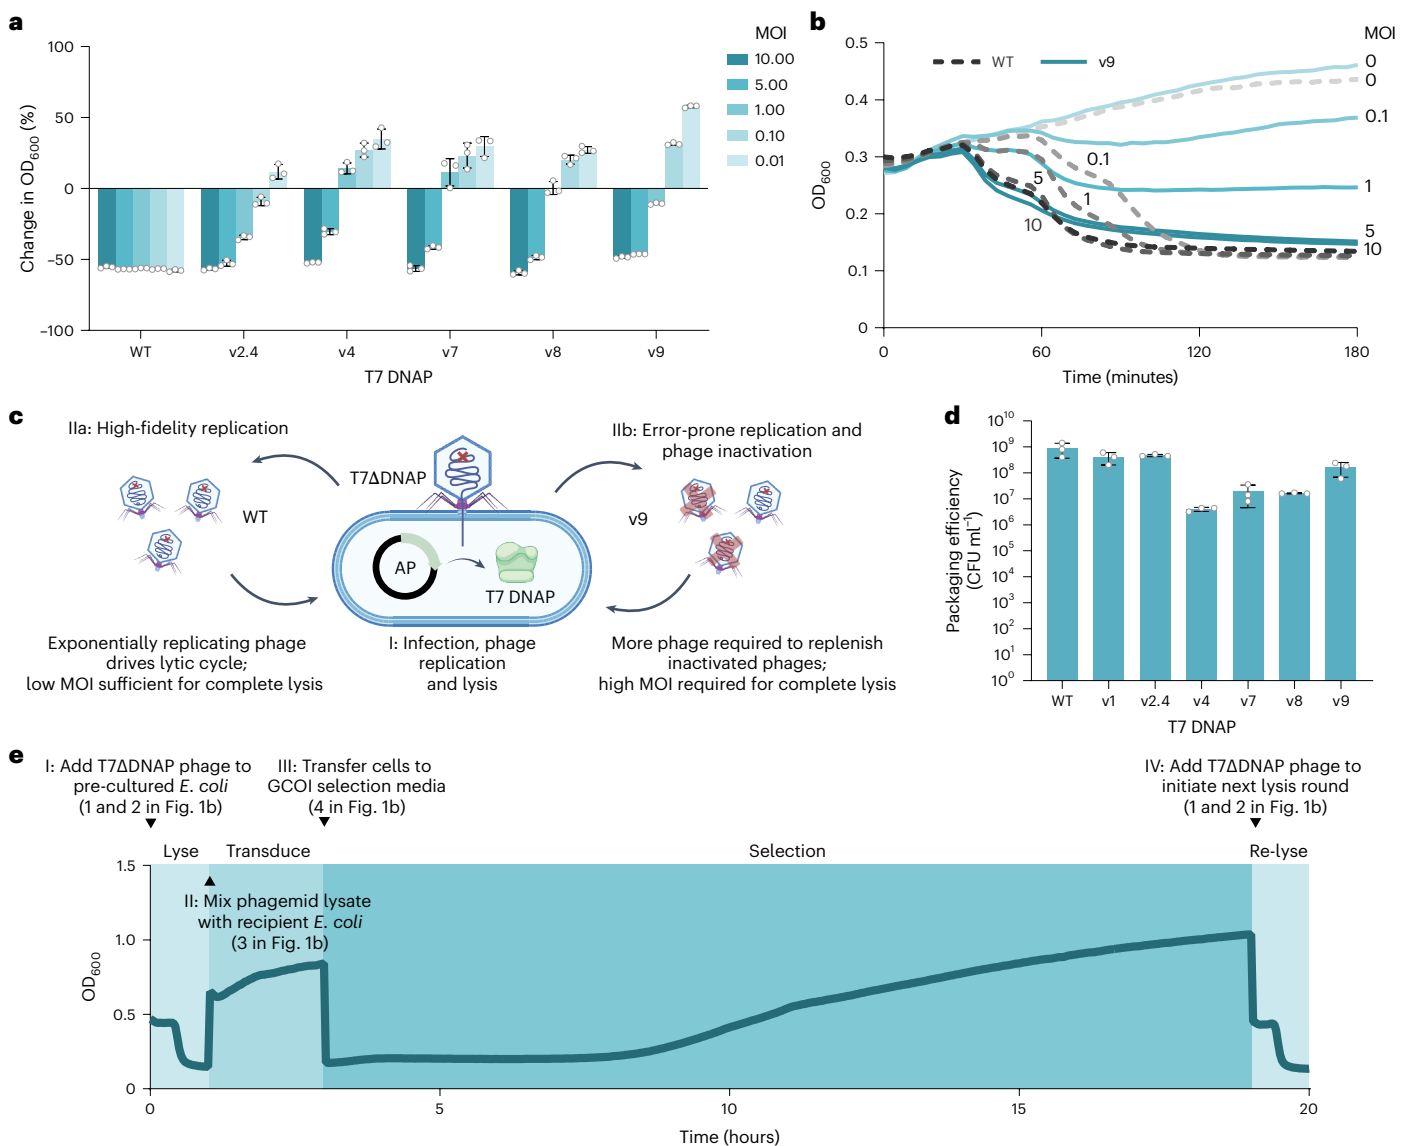 a
100
50
0
−50
−100
Change in OD600 (%)
WT
v2.4
v4
v7
v8
v9
T7 DNAP
MOI
10.00
5.00
1.00
0.10
0.01
b
0.5
0.4
0.3
0.2
0.1
0
OD600
WT
v9
MOI
0
0
0.1
1
5
10
0.1
5
1
10
0
60
120
180
Time (minutes)
c
IIa: High-fidelity replication
WT
T7ΔDNAP
AP
T7 DNAP
IIb: Error-prone replication and
phage inactivation
v9
Exponentially replicating phage
drives lytic cycle;
low MOI sufficient for complete lysis
I: Infection, phage
replication
and lysis
More phage required to replenish
inactivated phages;
high MOI required for complete lysis
d
10^10
10^9
10^8
10^7
10^6
10^5
10^4
10^3
10^2
10^1
10^0
Packaging efficiency
(CFU ml−1)
WT
v1
v2.4
v4
v7
v8
v9
T7 DNAP
e
I: Add T7ΔDNAP phage to
pre-cultured E. coli
(1 and 2 in Fig. 1b)
III: Transfer cells to
GCOI selection media
(4 in Fig. 1b)
IV: Add T7ΔDNAP phage to
initiate next lysis round
(1 and 2 in Fig. 1b)
Lyse
Transduce
Selection
Re-lyse
II: Mix phagemid lysate
with recipient E. coli
(3 in Fig. 1b)
1.5
1.0
0.5
0
OD600
0
5
10
15
20
Time (hours)